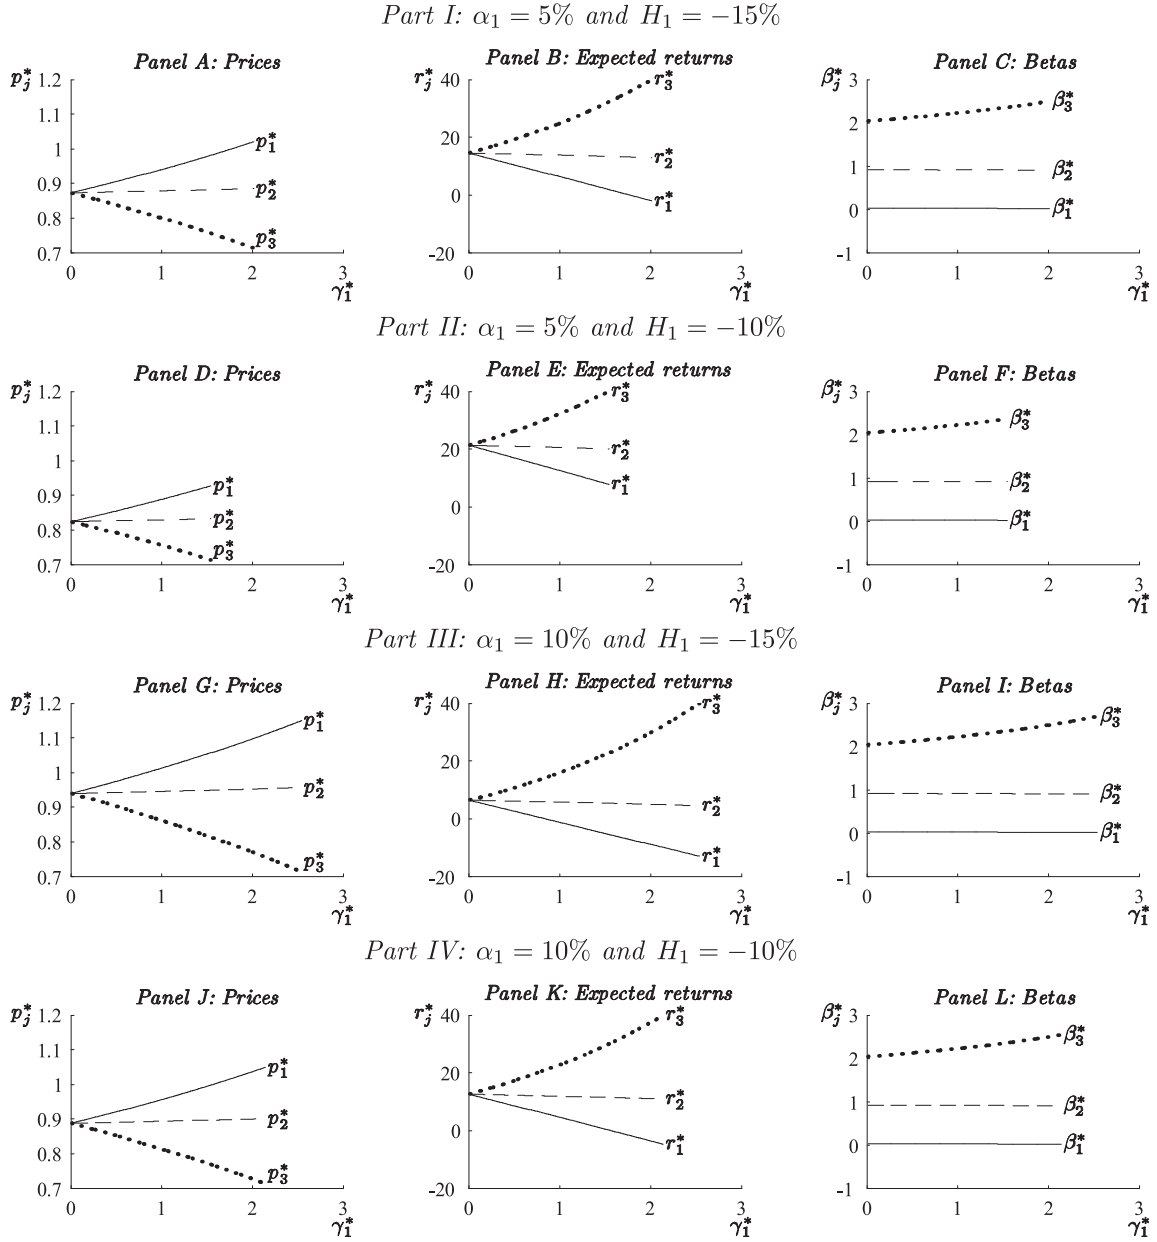 Part I: α₁ = 5% and H₁ = −15%
Panel A: Prices
Panel B: Expected returns
Panel C: Betas
p*j 1.2 1.1 1 0.9 0.8 0.7
p*1
p*2
p*3
0 1 2 3
γ*1
r*j 40 20 0 -20
r*3
r*2
r*1
0 1 2 3
γ*1
β*j 3 2 1 0 -1
β*3
β*2
β*1
0 1 2 3
γ*1
Part II: α₁ = 5% and H₁ = −10%
Panel D: Prices
Panel E: Expected returns
Panel F: Betas
p*j 1.2 1.1 1 0.9 0.8 0.7
p*1
p*2
p*3
0 1 2 3
γ*1
r*j 40 20 0 -20
r*3
r*2
r*1
0 1 2 3
γ*1
β*j 3 2 1 0 -1
β*3
β*2
β*1
0 1 2 3
γ*1
Part III: α₁ = 10% and H₁ = −15%
Panel G: Prices
Panel H: Expected returns
Panel I: Betas
p*j 1.2 1.1 1 0.9 0.8 0.7
p*1
p*2
p*3
0 1 2 3
γ*1
r*j 40 20 0 -20
r*3
r*2
r*1
0 1 2 3
γ*1
β*j 3 2 1 0 -1
β*3
β*2
β*1
0 1 2 3
γ*1
Part IV: α₁ = 10% and H₁ = −10%
Panel J: Prices
Panel K: Expected returns
Panel L: Betas
p*j 1.2 1.1 1 0.9 0.8 0.7
p*1
p*2
p*3
0 1 2 3
γ*1
r*j 40 20 0 -20
r*3
r*2
r*1
0 1 2 3
γ*1
β*j 3 2 1 0 -1
β*3
β*2
β*1
0 1 2 3
γ*1